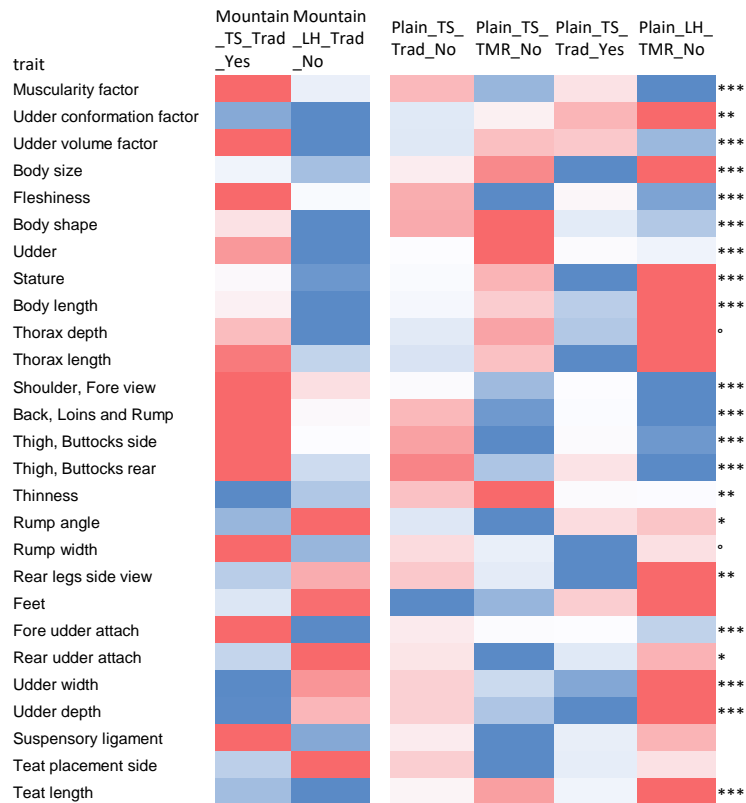 Mountain Mountain
_TS_Trad _LH_Trad Plain_TS_ Plain_TS_ Plain_TS_ Plain_LH_
_Yes _No Trad_No TMR_No Trad_Yes TMR_No
trait
Muscularity factor ***
Udder conformation factor **
Udder volume factor ***
Body size ***
Fleshiness ***
Body shape ***
Udder ***
Stature ***
Body length ***
Thorax depth °
Thorax length
Shoulder, Fore view ***
Back, Loins and Rump ***
Thigh, Buttocks side ***
Thigh, Buttocks rear ***
Thinness **
Rump angle *
Rump width °
Rear legs side view **
Feet
Fore udder attach ***
Rear udder attach *
Udder width ***
Udder depth ***
Suspensory ligament
Teat placement side
Teat length ***